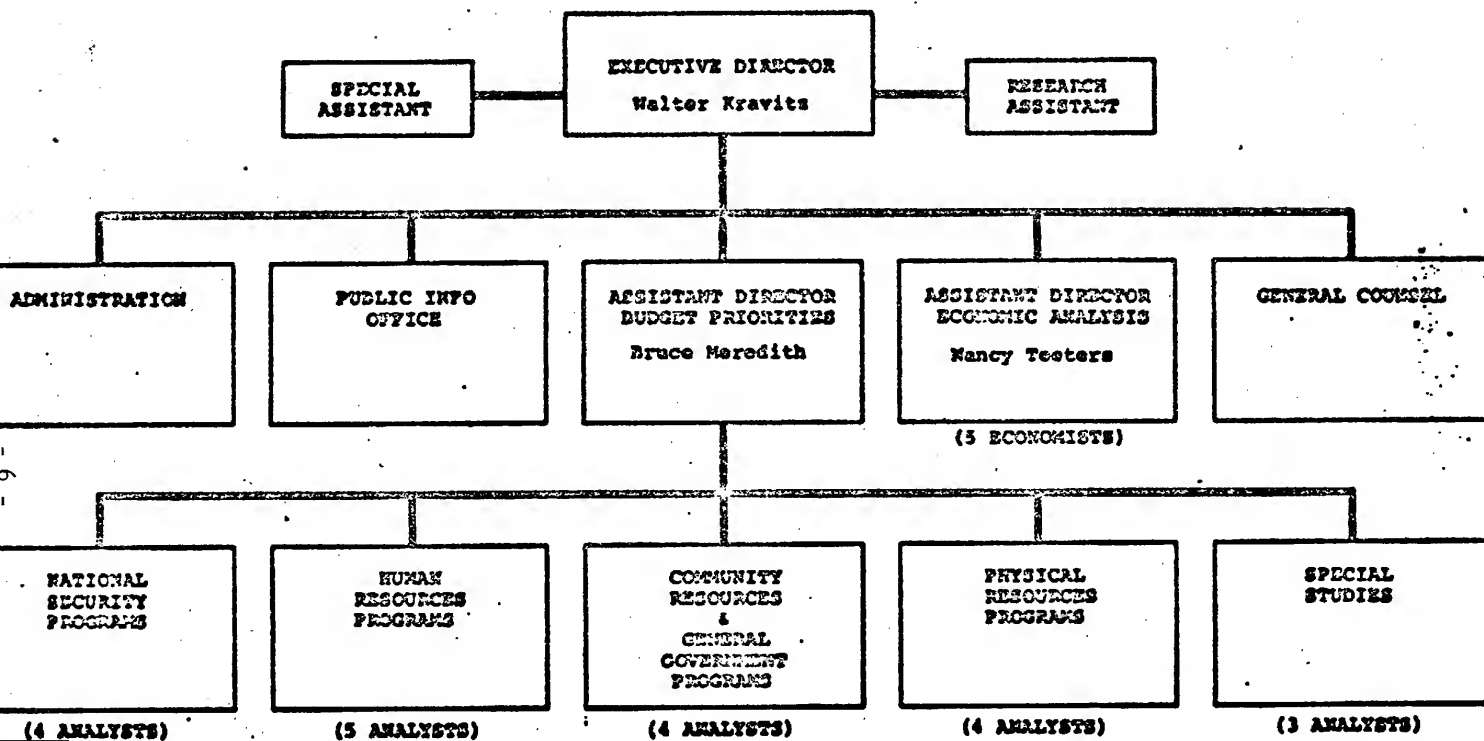 EXECUTIVE DIRECTOR
Walter Kravits
SPECIAL
ASSISTANT
RESEARCH
ASSISTANT
ADMINISTRATION
PUBLIC INFO
OFFICE
ASSISTANT DIRECTOR
BUDGET PRIORITIES
Bruce Meredith
ASSISTANT DIRECTOR
ECONOMIC ANALYSIS
Nancy Teeters
GENERAL COUNSEL
(5 ECONOMISTS)
- 9 -
NATIONAL
SECURITY
PROGRAMS
HUMAN
RESOURCES
PROGRAMS
COMMUNITY
RESOURCES
&
GENERAL
GOVERNMENT
PROGRAMS
PHYSICAL
RESOURCES
PROGRAMS
SPECIAL
STUDIES
(4 ANALYSTS)
(5 ANALYSTS)
(4 ANALYSTS)
(4 ANALYSTS)
(3 ANALYSTS)